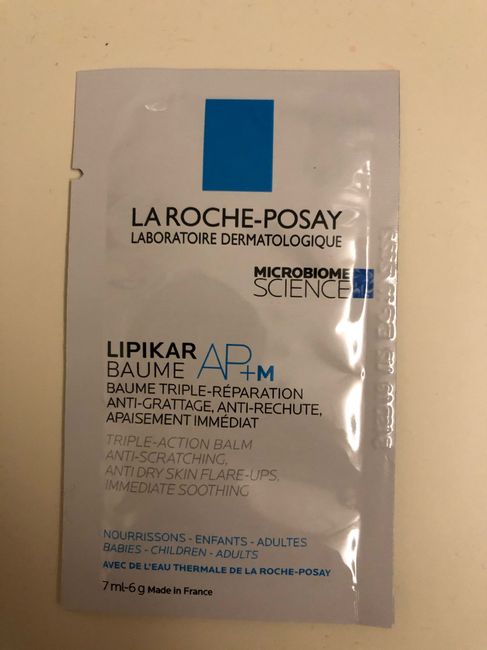 LA ROCHE-POSAY
LABORATOIRE DERMATOLOGIQUE
MICROBIOME
SCIENCE
LIPIKAR
BAUME AP+M
BAUME TRIPLE-RÉPARATION
ANTI-GRATTAGE, ANTI-RECHUTE,
APAISEMENT IMMÉDIAT
TRIPLE-ACTION BALM
ANTI-SCRATCHING,
ANTI DRY SKIN FLARE-UPS,
IMMEDIATE SOOTHING
NOURRISSONS - ENFANTS - ADULTES
BABIES - CHILDREN - ADULTS
AVEC DE L'EAU THERMALE DE LA ROCHE-POSAY
7 ml-6 g Made in France